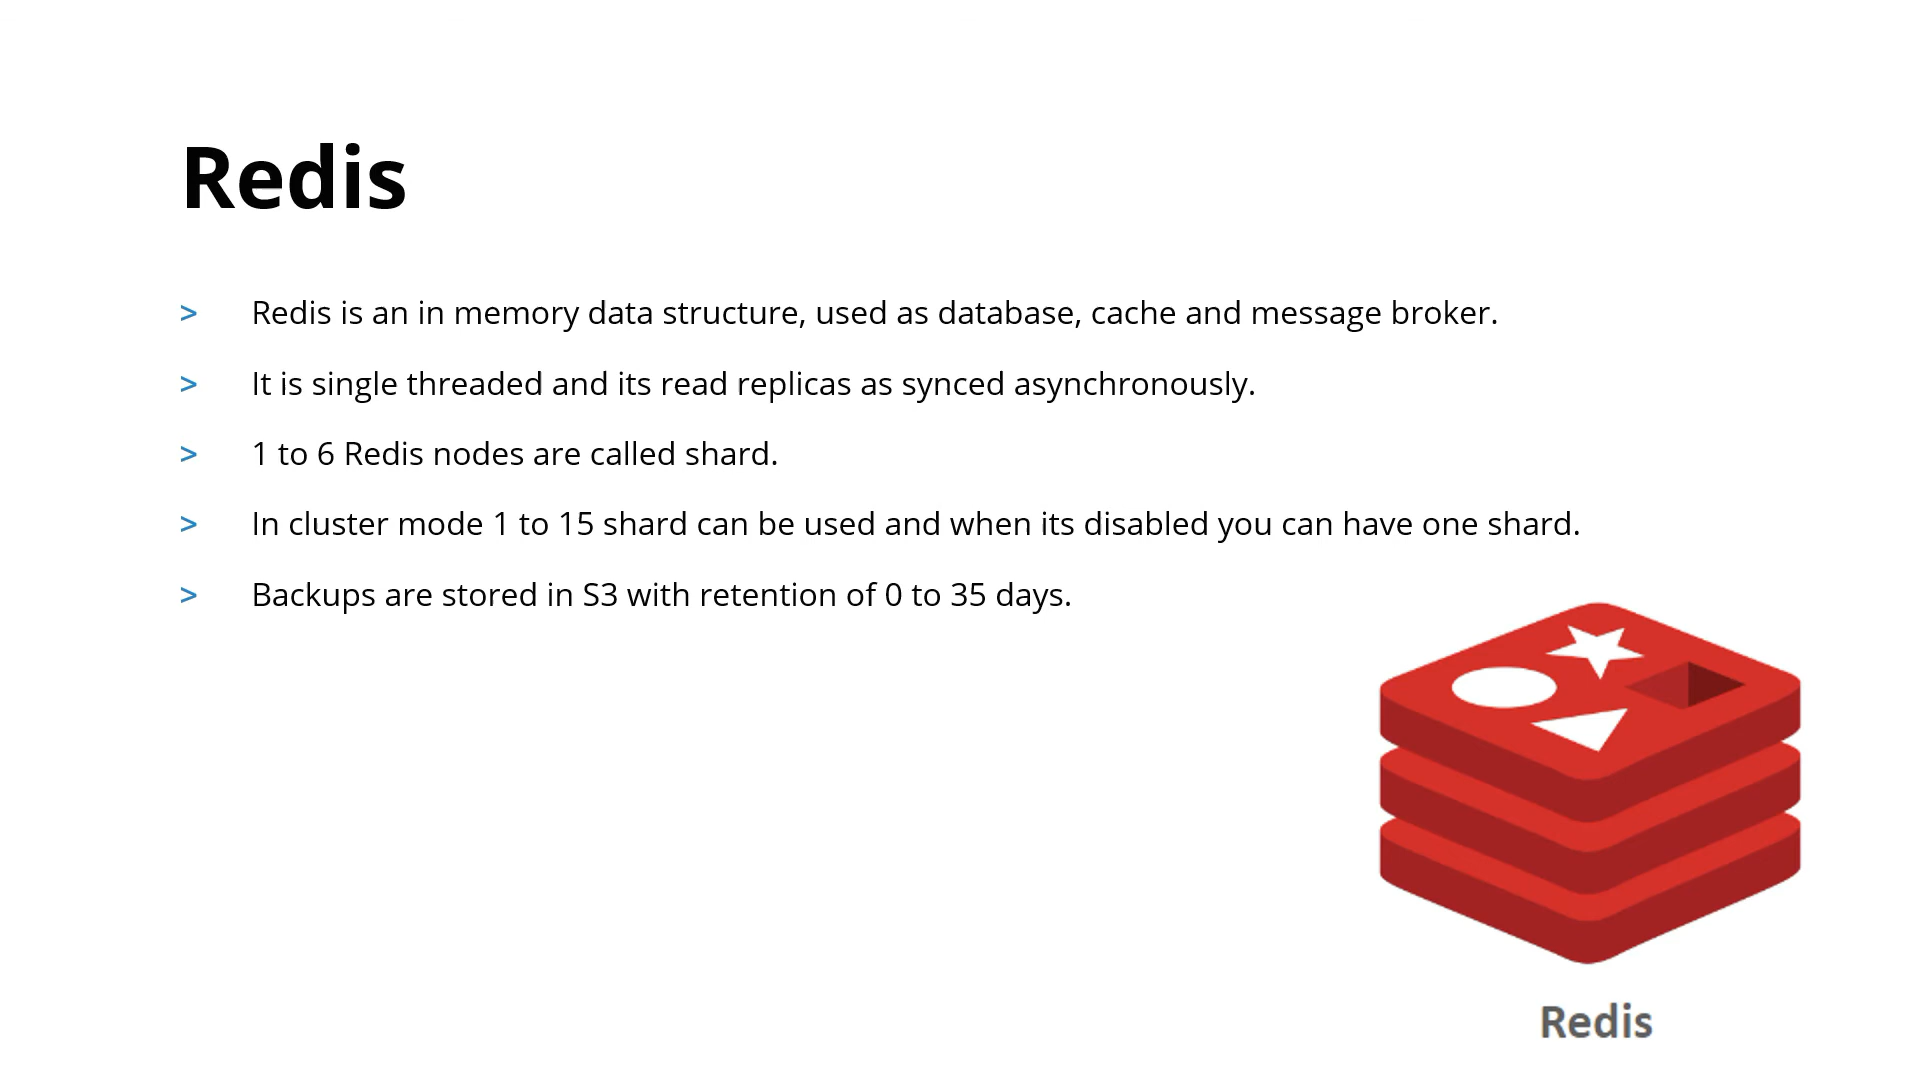 Redis
> Redis is an in memory data structure, used as database, cache and message broker.
> It is single threaded and its read replicas as synced asynchronously.
> 1 to 6 Redis nodes are called shard.
> In cluster mode 1 to 15 shard can be used and when its disabled you can have one shard.
> Backups are stored in S3 with retention of 0 to 35 days.
Redis